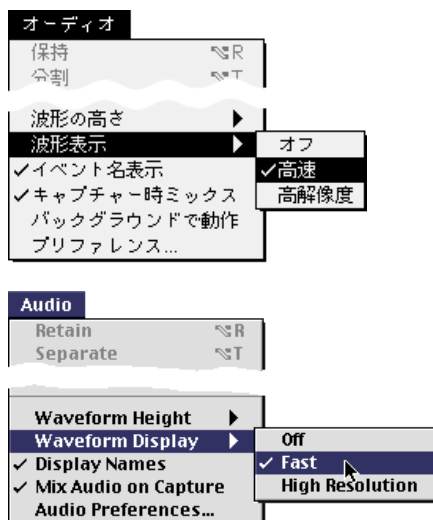 オーディオ
保持 ⌥R
分割 ⌥T
波形の高さ ▶
波形表示 ▶
オフ
✓高速
高解像度
✓イベント名表示
✓キャプチャー時ミックス
バックグラウンドで動作
プリファレンス...
Audio
Retain ⌥R
Separate ⌥T
Waveform Height ▶
Waveform Display ▶
Off
✓ Fast
High Resolution
✓ Display Names
✓ Mix Audio on Capture
Audio Preferences...